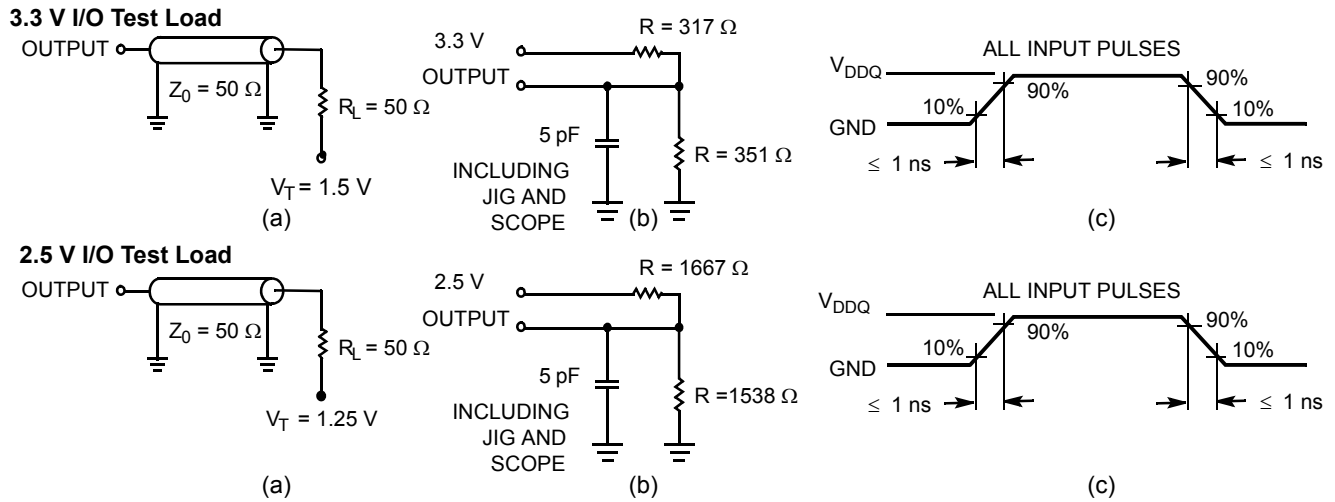 3.3 V I/O Test Load
OUTPUT
Z0 = 50 Ω
RL = 50 Ω
VT = 1.5 V
(a)
3.3 V
OUTPUT
R = 317 Ω
5 pF
INCLUDING
JIG AND
SCOPE
R = 351 Ω
(b)
ALL INPUT PULSES
VDDQ
GND
10%
90%
90%
10%
≤ 1 ns
≤ 1 ns
(c)
2.5 V I/O Test Load
OUTPUT
Z0 = 50 Ω
RL = 50 Ω
VT = 1.25 V
(a)
2.5 V
OUTPUT
R = 1667 Ω
5 pF
INCLUDING
JIG AND
SCOPE
R =1538 Ω
(b)
ALL INPUT PULSES
VDDQ
GND
10%
90%
90%
10%
≤ 1 ns
≤ 1 ns
(c)